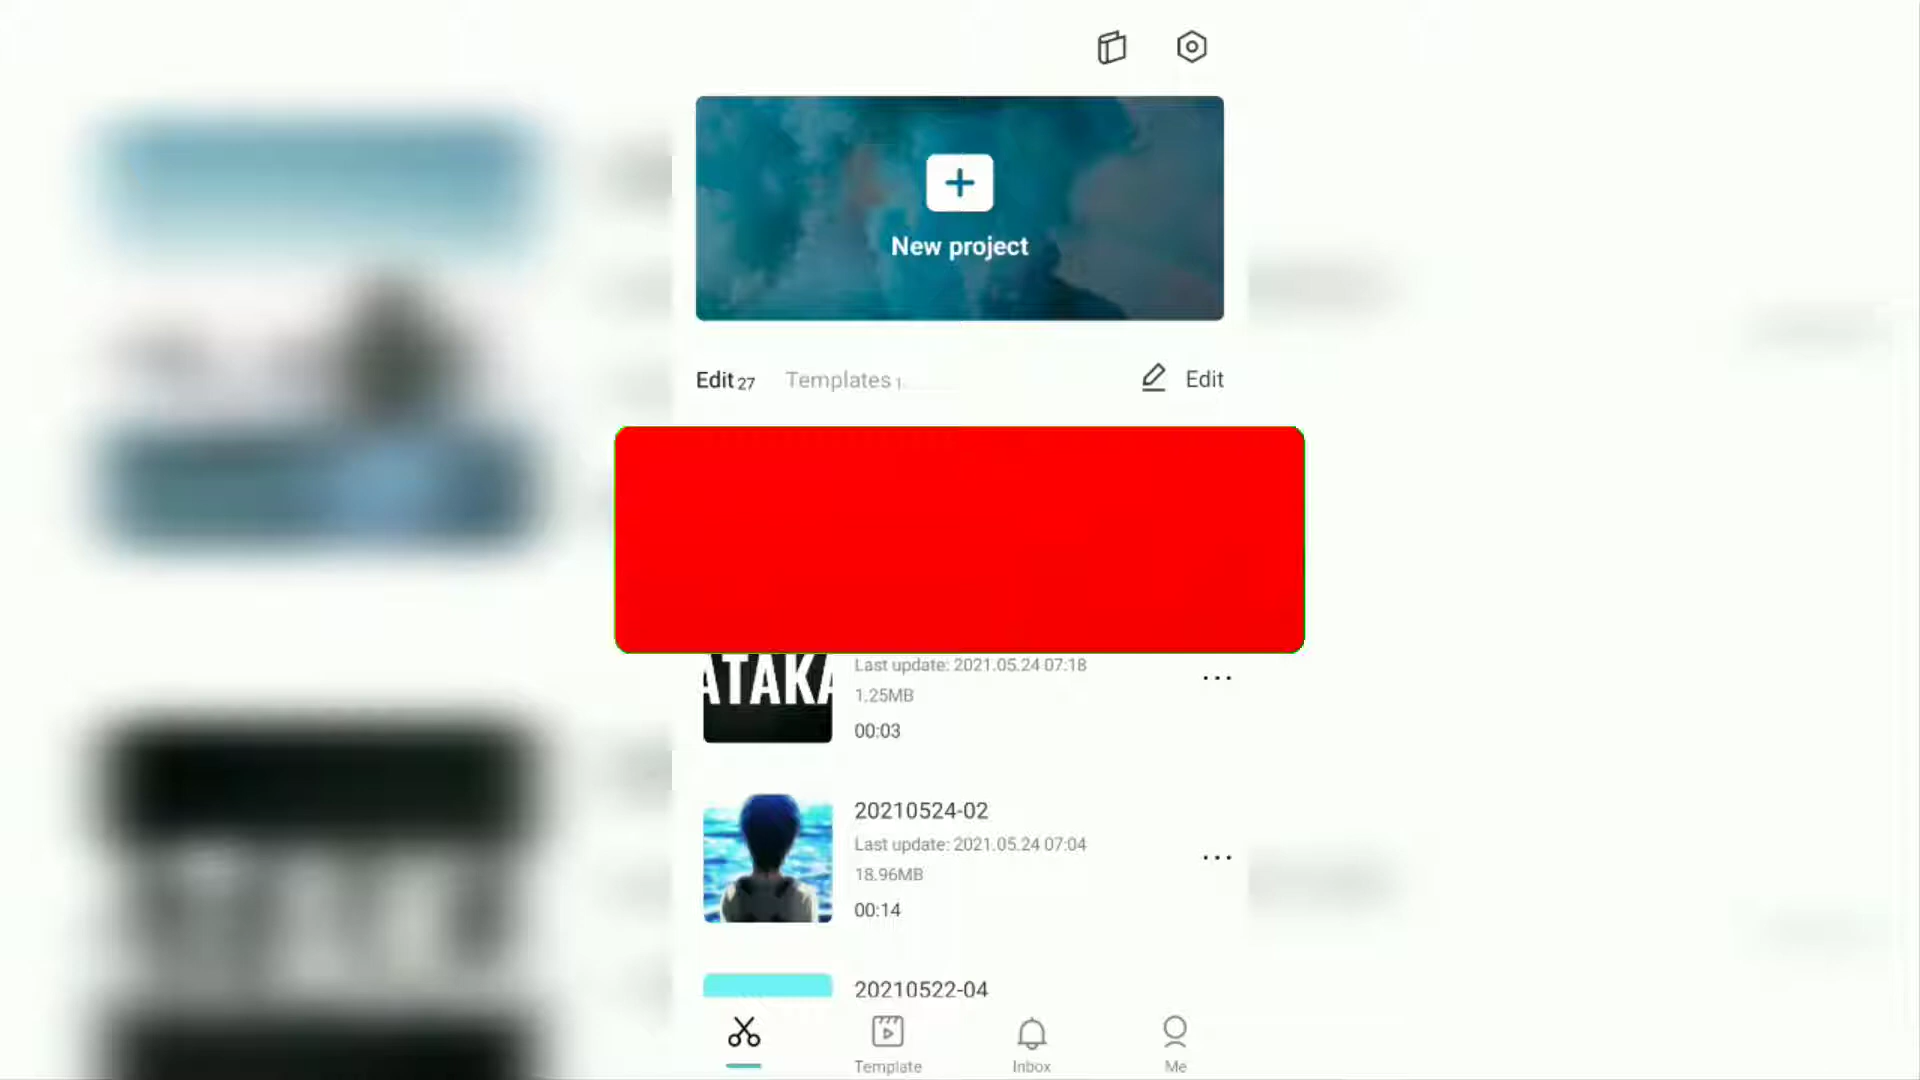 New project
Edit 27 Templates 1 Edit
ATAKA
Last update: 2021.05.24 07:18
1.25MB
00:03
20210524-02
Last update: 2021.05.24 07:04
18.96MB
00:14
20210522-04
Template Inbox Me